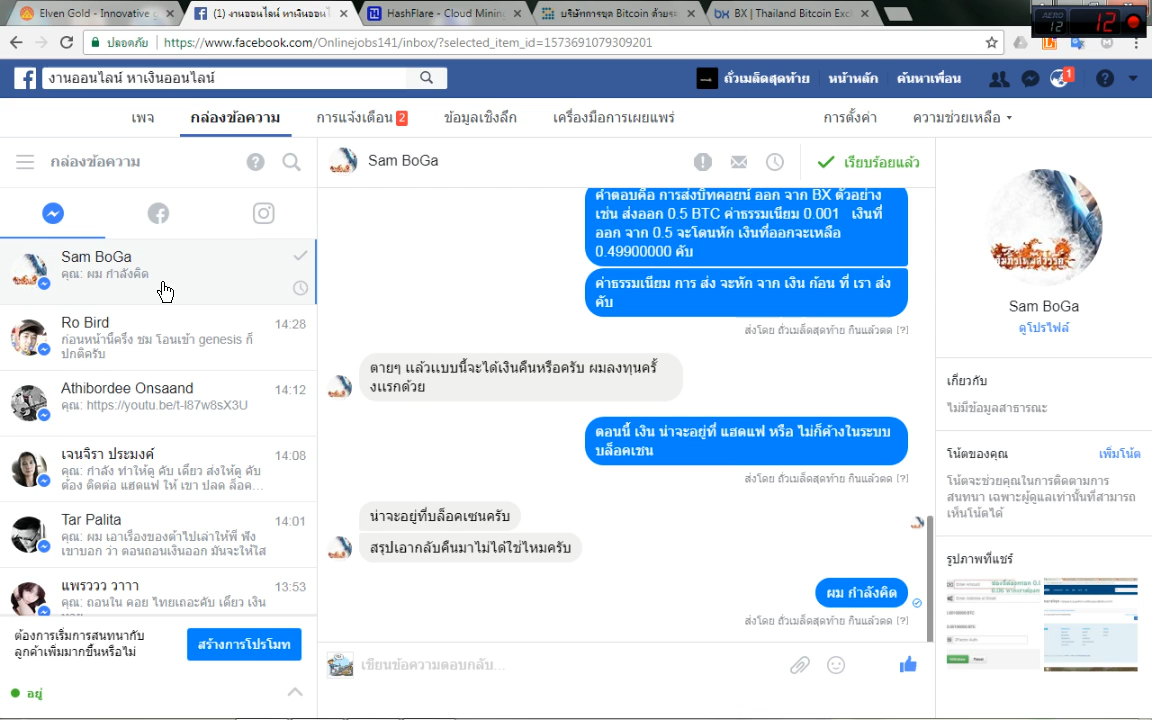 Elven Gold - Innovative g
(1) งานออนไลน์ หาเงินออนไลน์
HashFlare - Cloud Mining
บริษัทการขุด Bitcoin ด้วยระ
BX | Thailand Bitcoin Exc
AERO
12
12
ปลอดภัย
https://www.facebook.com/Onlinejobs141/inbox/?selected_item_id=1573691079309201
งานออนไลน์ หาเงินออนไลน์
ถั่วเมล็ดสุดท้าย
หน้าหลัก
ค้นหาเพื่อน
1
เพจ
กล่องข้อความ
การแจ้งเตือน 2
ข้อมูลเชิงลึก
เครื่องมือการเผยแพร่
การตั้งค่า
ความช่วยเหลือ
กล่องข้อความ
Sam BoGa
เรียบร้อยแล้ว
Sam BoGa
คุณ: ผม กำลังคิด
Ro Bird
14:28
ก่อนหน้านี้ครึ่ง ชม โอนเข้า genesis ก็
ปกติครับ
Athibordee Onsaand
14:12
คุณ: https://youtu.be/t-I87w8sX3U
เจนจิรา ประมงค์
14:08
คุณ: กำลัง ทำให้ดู คับ เดี๋ยว ส่งให้ดู คับ
ต้อง ติดต่อ แฮดแฟ ให้ เขา ปลด ล็อค...
Tar Palita
14:01
คุณ: ผม เอาเรื่องของต้าไปเล่าให้พี่ ฟัง
เขาบอก ว่า ตอนถอนเงินออก มันจะให้ใส่
แพรววว วาาา
13:53
คุณ: ถอนใน คอย ไทยเถอะคับ เดี๋ยว เงิน
ต้องการเริ่มการสนทนากับ
ลูกค้าเพิ่มมากขึ้นหรือไม่
สร้างการโปรโมท
อยู่
คำตอบคือ การส่งบิทคอยน์ ออก จาก BX ตัวอย่าง
เช่น ส่งออก 0.5 BTC ค่าธรรมเนียม 0.001 เงินที่
ออก จาก 0.5 จะโดนหัก เงินที่ออกจะเหลือ
0.49900000 คับ
ค่าธรรมเนียม การ ส่ง จะหัก จาก เงิน ก้อน ที่ เรา ส่ง
คับ
ส่งโดย ถั่วเมล็ดสุดท้าย กินแล้วตด [?]
ตายๆ แล้วแบบนี้จะได้เงินคืนหรือครับ ผมลงทุนครั้
งแรกด้วย
ตอนนี้ เงิน น่าจะอยู่ที่ แฮดแฟ หรือ ไม่ก็ค้างในระบบ
บล็อคเชน
ส่งโดย ถั่วเมล็ดสุดท้าย กินแล้วตด [?]
น่าจะอยู่ที่บล็อคเซนครับ
สรุปเอากลับคืนมาไม่ได้ใช่ไหมครับ
ผม กำลังคิด
ส่งโดย ถั่วเมล็ดสุดท้าย กินแล้วตด [?]
เขียนข้อความตอบกลับ...
Sam BoGa
ดูโปรไฟล์
เกี่ยวกับ
ไม่มีข้อมูลสาธารณะ
โน้ตของคุณ
เพิ่มโน้ต
โน้ตจะช่วยคุณในการติดตามการ
สนทนา เฉพาะผู้ดูแลเท่านั้นที่สามารถ
เห็นโน้ตได้
รูปภาพที่แชร์